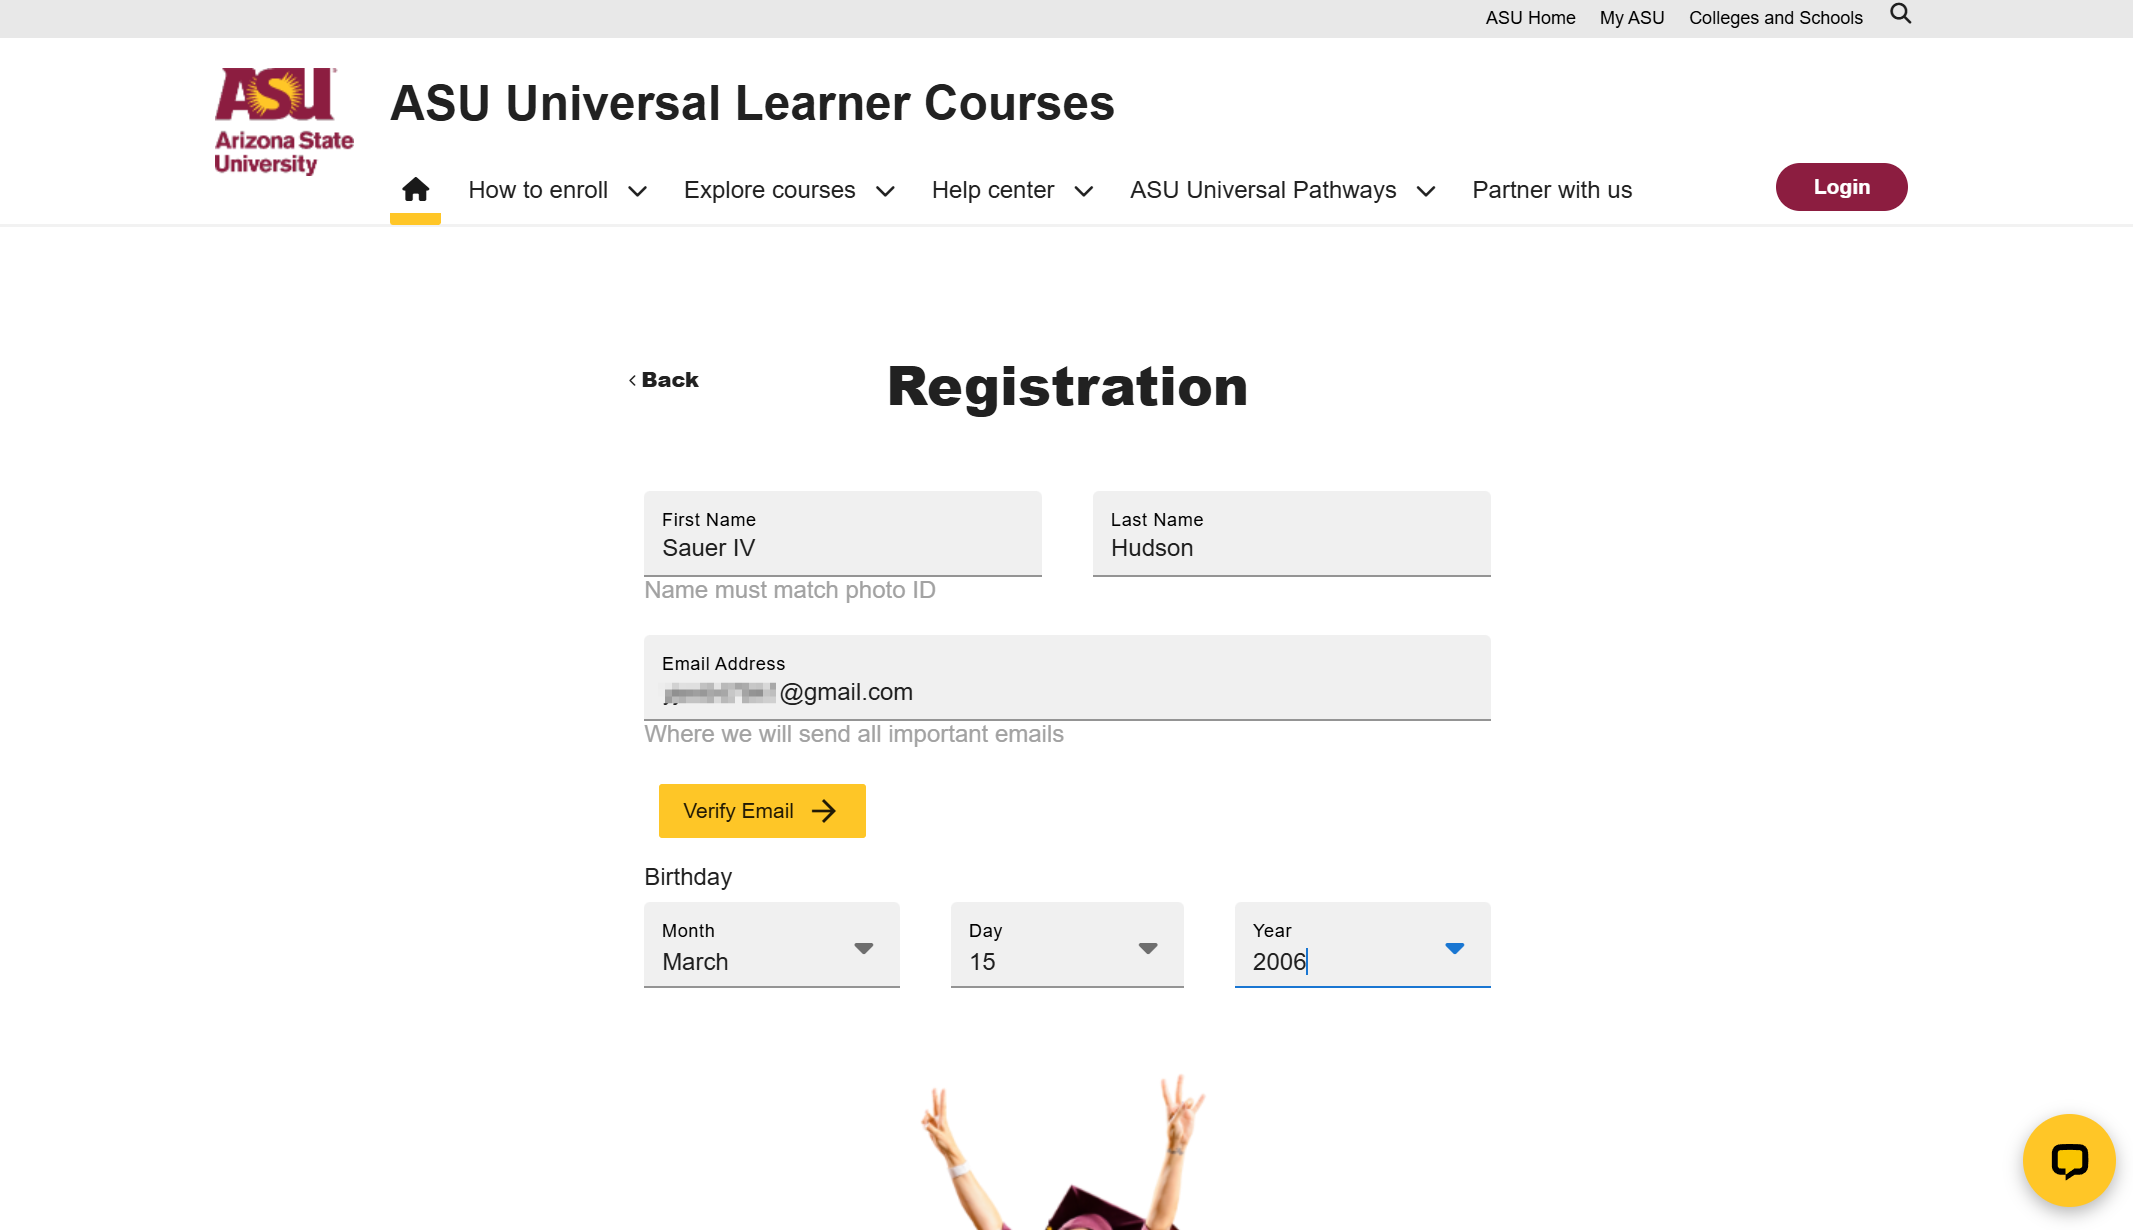 ASU Home My ASU Colleges and Schools
ASU
Arizona State
University
ASU Universal Learner Courses
How to enroll Explore courses Help center ASU Universal Pathways Partner with us Login
Back
Registration
First Name Last Name
Sauer IV Hudson
Name must match photo ID
Email Address
@gmail.com
Where we will send all important emails
Verify Email
Birthday
Month Day Year
March 15 2006